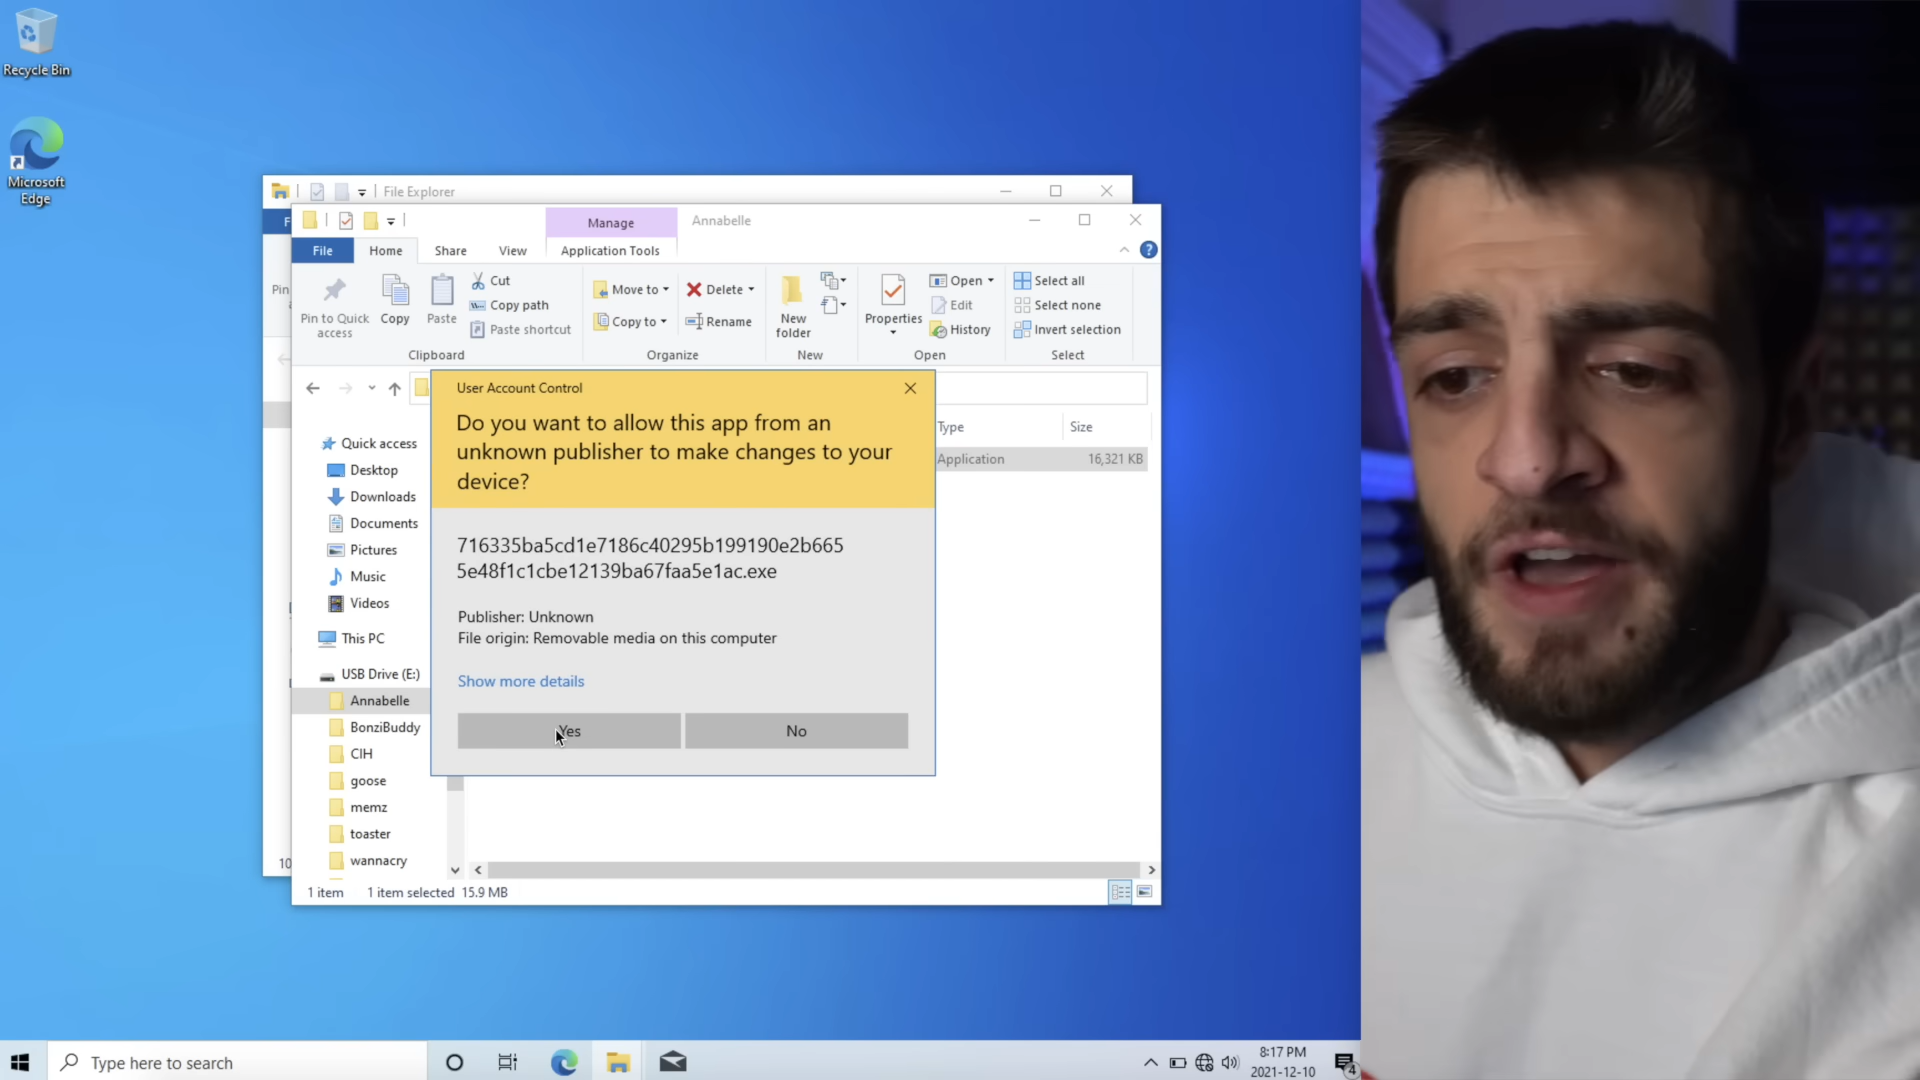 Recycle Bin
Microsoft
Edge
File Explorer
F
Manage
Annabelle
File
Home
Share
View
Application Tools
Pin
Pin to Quick
access
Copy
Paste
Cut
Copy path
Paste shortcut
Clipboard
Move to
Copy to
Delete
Rename
Organize
New
folder
New
Properties
Open
Edit
History
Open
Select all
Select none
Invert selection
Select
Type
Size
Application
16,321 KB
Quick access
Desktop
Downloads
Documents
Pictures
Music
Videos
This PC
USB Drive (E:)
Annabelle
BonziBuddy
CIH
goose
memz
toaster
wannacry
10
1 item
1 item selected 15.9 MB
User Account Control
Do you want to allow this app from an
unknown publisher to make changes to your
device?
716335ba5cd1e7186c40295b199190e2b665
5e48f1c1cbe12139ba67faa5e1ac.exe
Publisher: Unknown
File origin: Removable media on this computer
Show more details
Yes
No
Type here to search
8:17 PM
2021-12-10
4